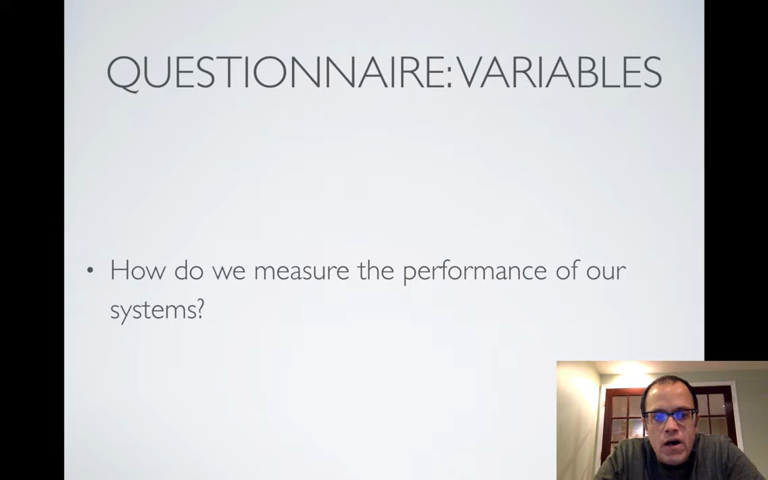 QUESTIONNAIRE: VARIABLES
• How do we measure the performance of our
systems?